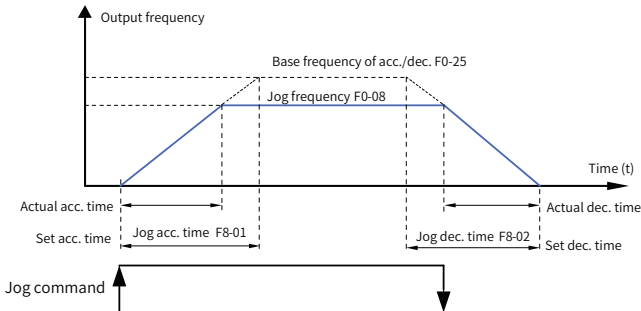 Output frequency
Base frequency of acc./dec. F0-25
Jog frequency F0-08
Time (t)
Actual acc. time
Actual dec. time
Set acc. time
Jog acc. time F8-01
Jog dec. time F8-02
Set dec. time
Jog command